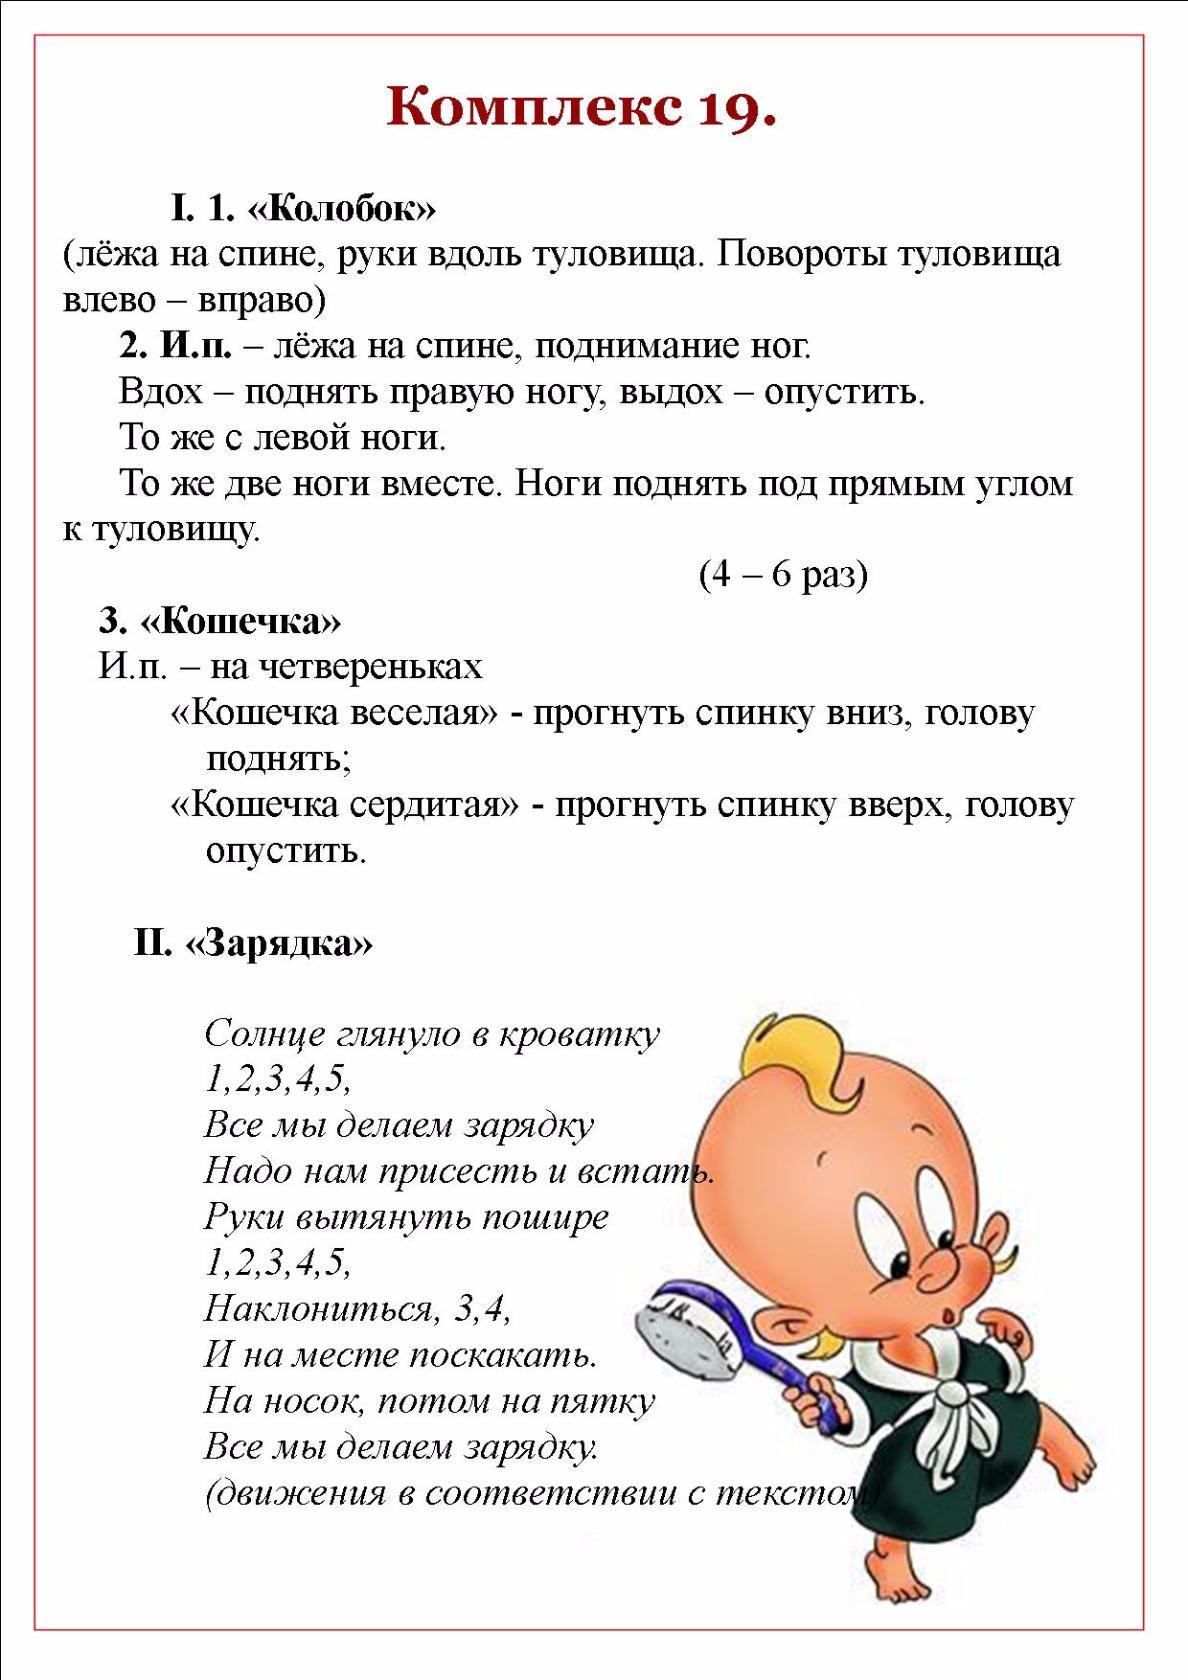 Комплекс 19.
I. 1. «Колобок»
(лёжа на спине, руки вдоль туловища. Повороты туловища
влево – вправо)
2. И.п. – лёжа на спине, поднимание ног.
Вдох – поднять правую ногу, выдох – опустить.
То же с левой ноги.
То же две ноги вместе. Ноги поднять под прямым углом
к туловищу.
(4 – 6 раз)
3. «Кошечка»
И.п. – на четвереньках
«Кошечка веселая» - прогнуть спинку вниз, голову
поднять;
«Кошечка сердитая» - прогнуть спинку вверх, голову
опустить.
II. «Зарядка»
Солнце глянуло в кроватку
1,2,3,4,5,
Все мы делаем зарядку
Надо нам присесть и встать.
Руки вытянуть пошире
1,2,3,4,5,
Наклониться, 3,4,
И на месте поскакать.
На носок, потом на пятку
Все мы делаем зарядку.
(движения в соответствии с текстом)